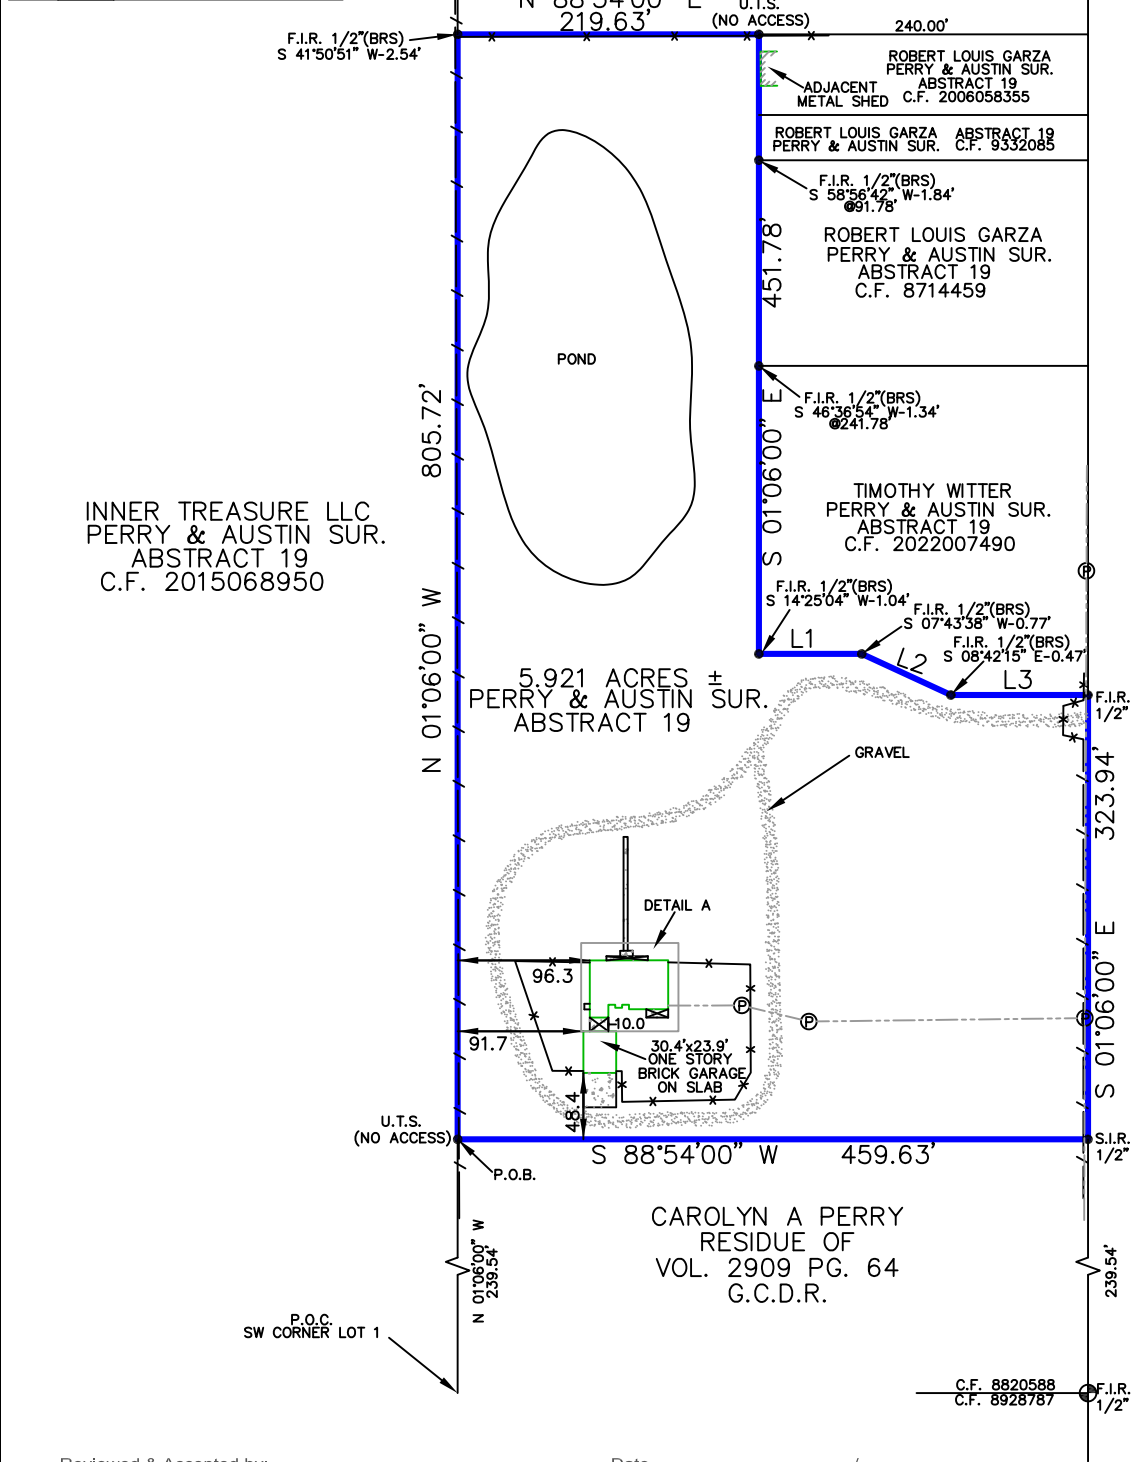 N 88°54'00" E
219.63'
U.T.S.
(NO ACCESS)
240.00'
F.I.R. 1/2"(BRS)
S 41°50'51" W-2.54'
ADJACENT
METAL SHED
ROBERT LOUIS GARZA
PERRY & AUSTIN SUR.
ABSTRACT 19
C.F. 2006058355
ROBERT LOUIS GARZA ABSTRACT 19
PERRY & AUSTIN SUR. C.F. 9332085
F.I.R. 1/2"(BRS)
S 58°56'42" W-1.84'
@91.78'
ROBERT LOUIS GARZA
PERRY & AUSTIN SUR.
ABSTRACT 19
C.F. 8714459
S 01°06'00" E 451.78'
POND
F.I.R. 1/2"(BRS)
S 46°36'54" W-1.34'
@241.78'
N 01°06'00" W 805.72'
INNER TREASURE LLC
PERRY & AUSTIN SUR.
ABSTRACT 19
C.F. 2015068950
TIMOTHY WITTER
PERRY & AUSTIN SUR.
ABSTRACT 19
C.F. 2022007490
P
F.I.R. 1/2"(BRS)
S 14°25'04" W-1.04'
F.I.R. 1/2"(BRS)
S 07°43'38" W-0.77'
F.I.R. 1/2"(BRS)
S 08°42'15" E-0.47'
L1
L2
L3
5.921 ACRES ±
PERRY & AUSTIN SUR.
ABSTRACT 19
F.I.R.
1/2"
GRAVEL
S 01°06'00" E 323.94'
DETAIL A
96.3
P
P
P
10.0
91.7
30.4'x23.9'
ONE STORY
BRICK GARAGE
ON SLAB
48.4
U.T.S.
(NO ACCESS)
S 88°54'00" W 459.63'
S.I.R.
1/2"
P.O.B.
CAROLYN A PERRY
RESIDUE OF
VOL. 2909 PG. 64
G.C.D.R.
N 01°06'00" W
239.54'
239.54'
P.O.C.
SW CORNER LOT 1
C.F. 8820588
C.F. 8928787
F.I.R.
1/2"
Reviewed & Accepted by:
Date
/